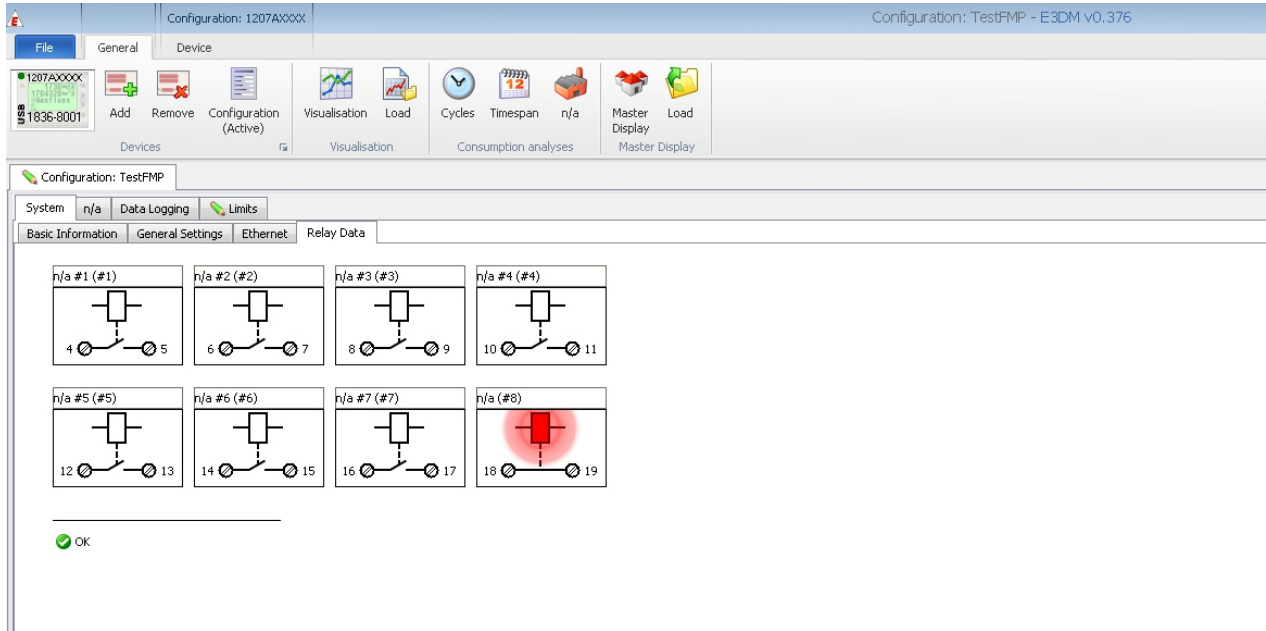 Configuration: 1207AXXXX
Configuration: TestFMP - E3DM v0.376
File General Device
1207AXXXX
USB
1836-8001
Add
Remove
Configuration
(Active)
Visualisation
Load
Cycles
12
Timespan
n/a
Master
Display
Load
Devices
Visualisation
Consumption analyses
Master Display
Configuration: TestFMP
System n/a Data Logging Limits
Basic Information General Settings Ethernet Relay Data
n/a #1 (#1) n/a #2 (#2) n/a #3 (#3) n/a #4 (#4)
4 5 6 7 8 9 10 11
n/a #5 (#5) n/a #6 (#6) n/a #7 (#7) n/a (#8)
12 13 14 15 16 17 18 19
OK